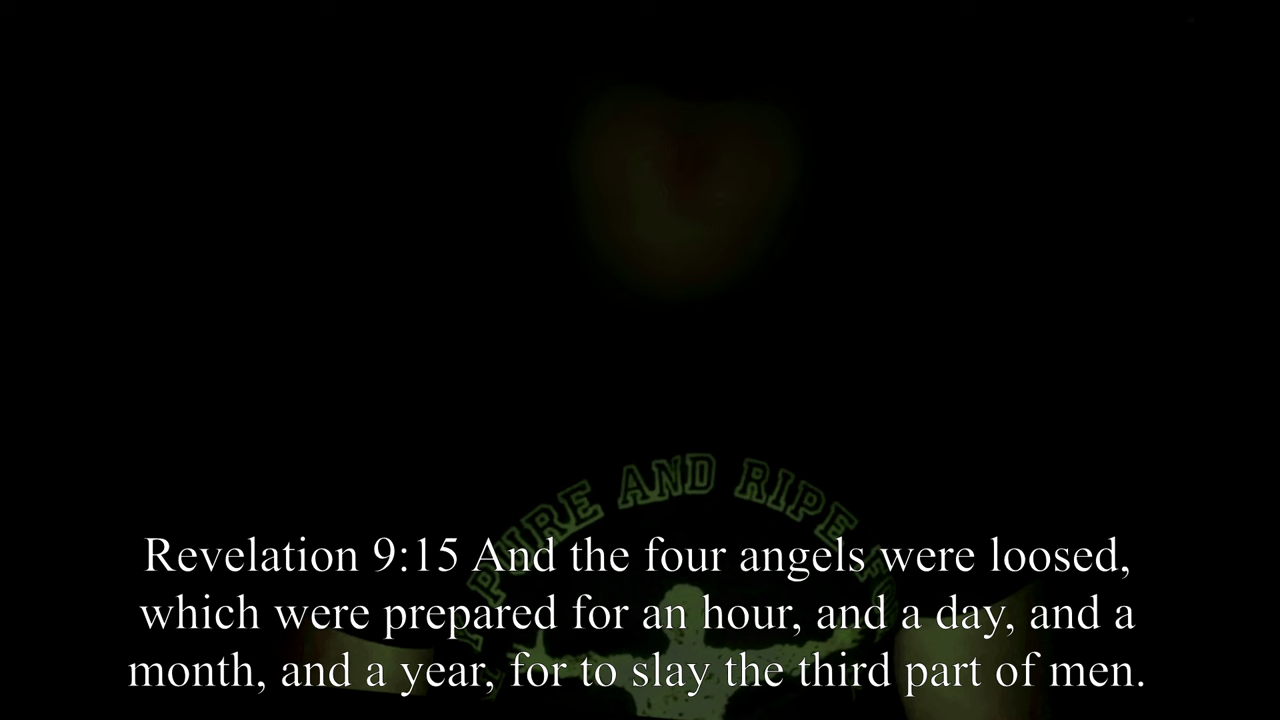 PURE AND RIPE
Revelation 9:15 And the four angels were loosed,
which were prepared for an hour, and a day, and a
month, and a year, for to slay the third part of men.